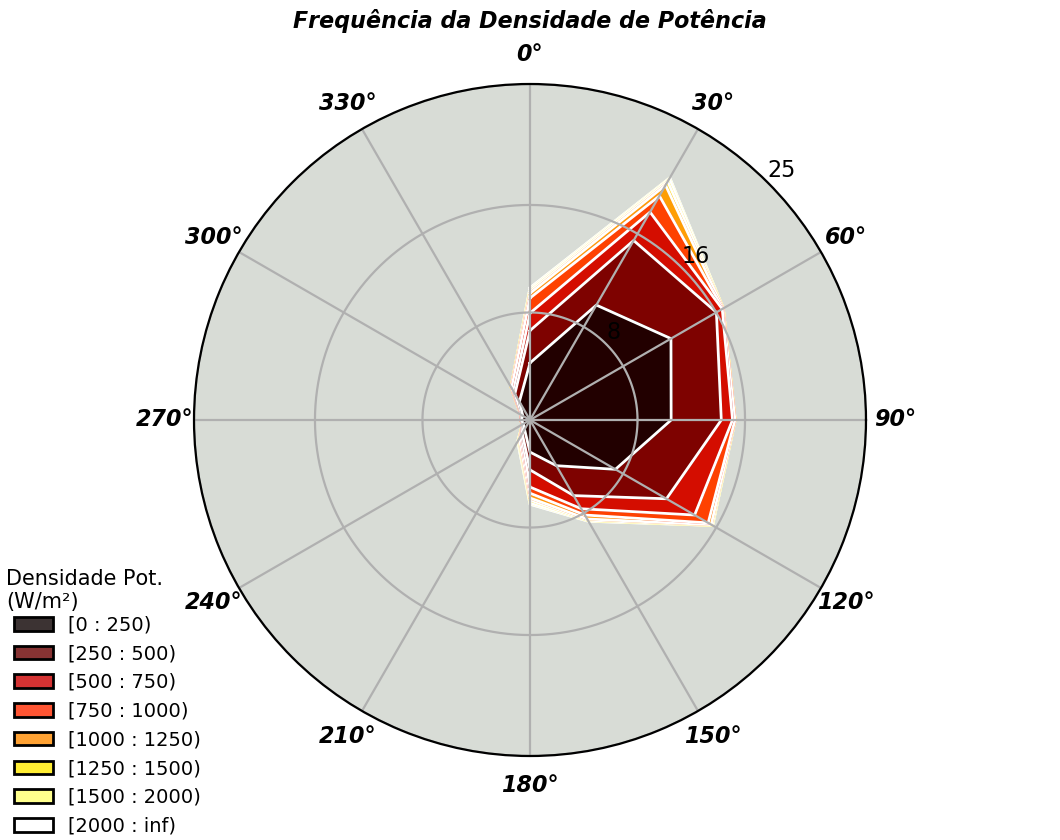 Frequência da Densidade de Potência
0°
30°
60°
90°
120°
150°
180°
210°
240°
270°
300°
330°
8
16
25
Densidade Pot.
(W/m²)
[0 : 250)
[250 : 500)
[500 : 750)
[750 : 1000)
[1000 : 1250)
[1250 : 1500)
[1500 : 2000)
[2000 : inf)